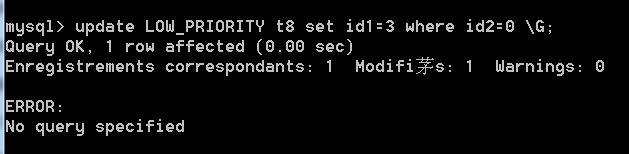 mysql> update LOW_PRIORITY t8 set id1=3 where id2=0 \G;
Query OK, 1 row affected (0.00 sec)
Enregistrements correspondants: 1  Modifi茅s: 1  Warnings: 0
ERROR:
No query specified